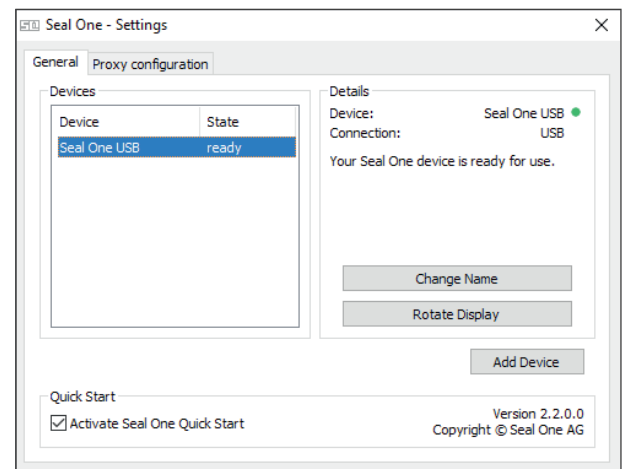 Seal One - Settings
General Proxy configuration
Devices
Device State
Seal One USB ready
Details
Device: Seal One USB
Connection: USB
Your Seal One device is ready for use.
Change Name
Rotate Display
Add Device
Quick Start
Activate Seal One Quick Start
Version 2.2.0.0
Copyright © Seal One AG